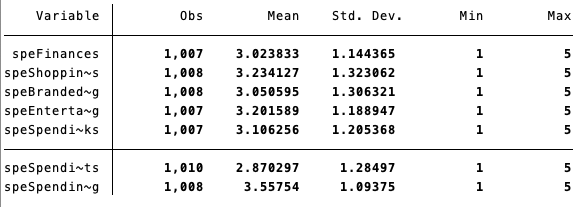 Variable Obs Mean Std. Dev. Min Max
speFinances 1,007 3.023833 1.144365 1 5
speShoppin~s 1,008 3.234127 1.323062 1 5
speBranded~g 1,008 3.050595 1.306321 1 5
speEnterta~g 1,007 3.201589 1.188947 1 5
speSpendi~ks 1,007 3.106256 1.205368 1 5
speSpendi~ts 1,010 2.870297 1.28497 1 5
speSpendin~g 1,008 3.55754 1.09375 1 5